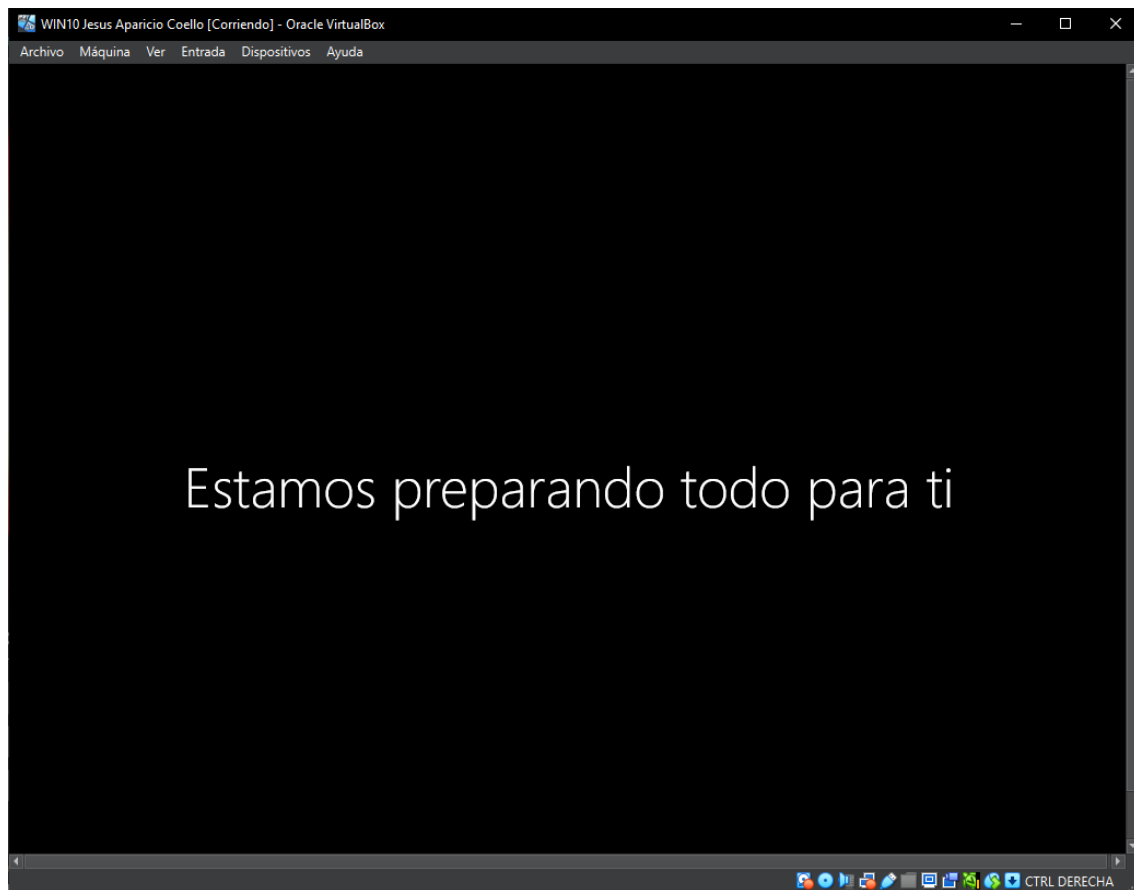 WIN10 Jesus Aparicio Coello [Corriendo] - Oracle VirtualBox
Archivo Máquina Ver Entrada Dispositivos Ayuda
Estamos preparando todo para ti
CTRL DERECHA